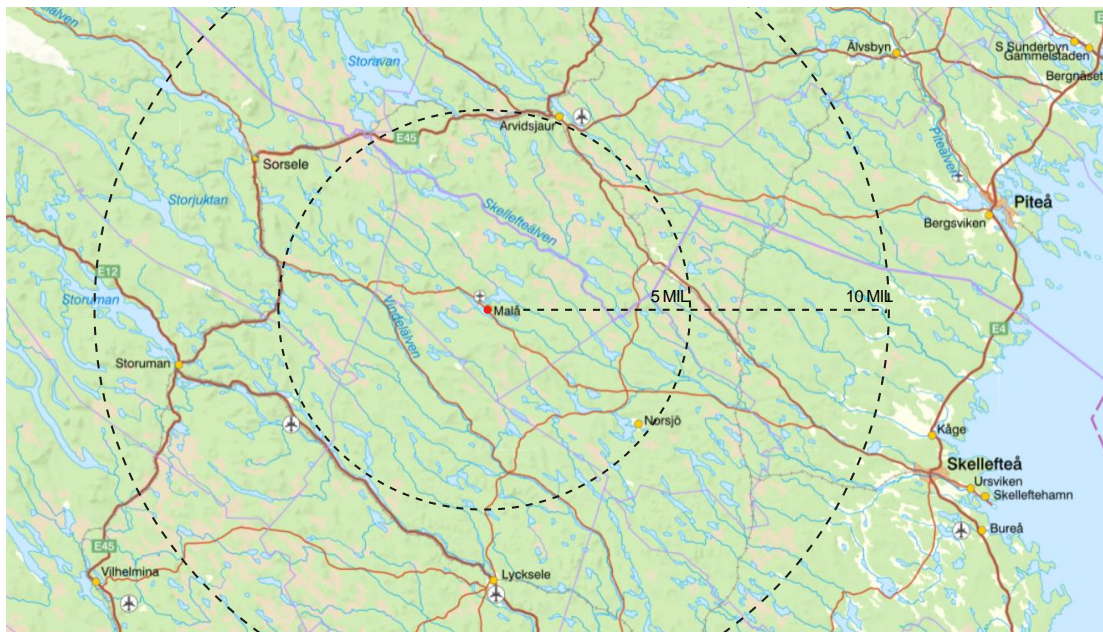 Storavan
Älvsbyn
S Sunderbyn
Gammelstaden
Bergnäset
Arvidsjaur
E45
Sorsele
Piteälven
Storjuktan
Skellefteälven
Piteå
Bergsviken
E12
Storuman
Vindelälven
Malå
5 MIL
10 MIL
E4
Storuman
Norsjö
Kåge
Skellefteå
Ursviken
Skelleftehamn
Bureå
E45
Vilhelmina
Lycksele